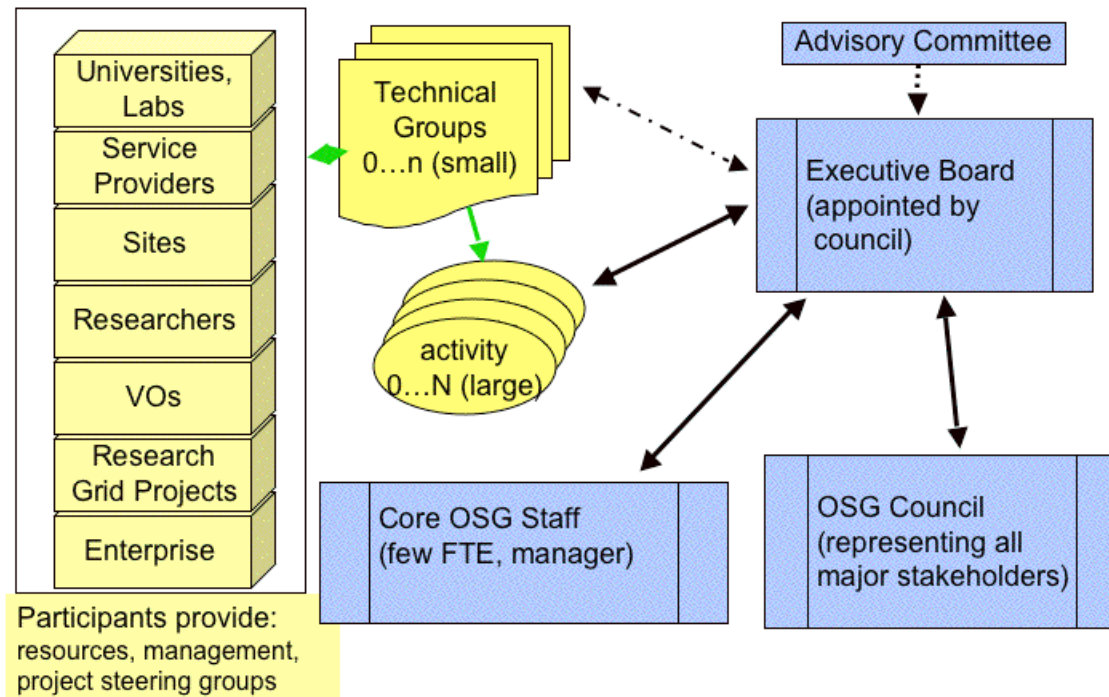 Universities,
Labs
Service
Providers
Sites
Researchers
VOs
Research
Grid Projects
Enterprise
Participants provide:
resources, management,
project steering groups
Technical
Groups
0...n (small)
activity
0...N (large)
Advisory Committee
Executive Board
(appointed by
council)
Core OSG Staff
(few FTE, manager)
OSG Council
(representing all
major stakeholders)